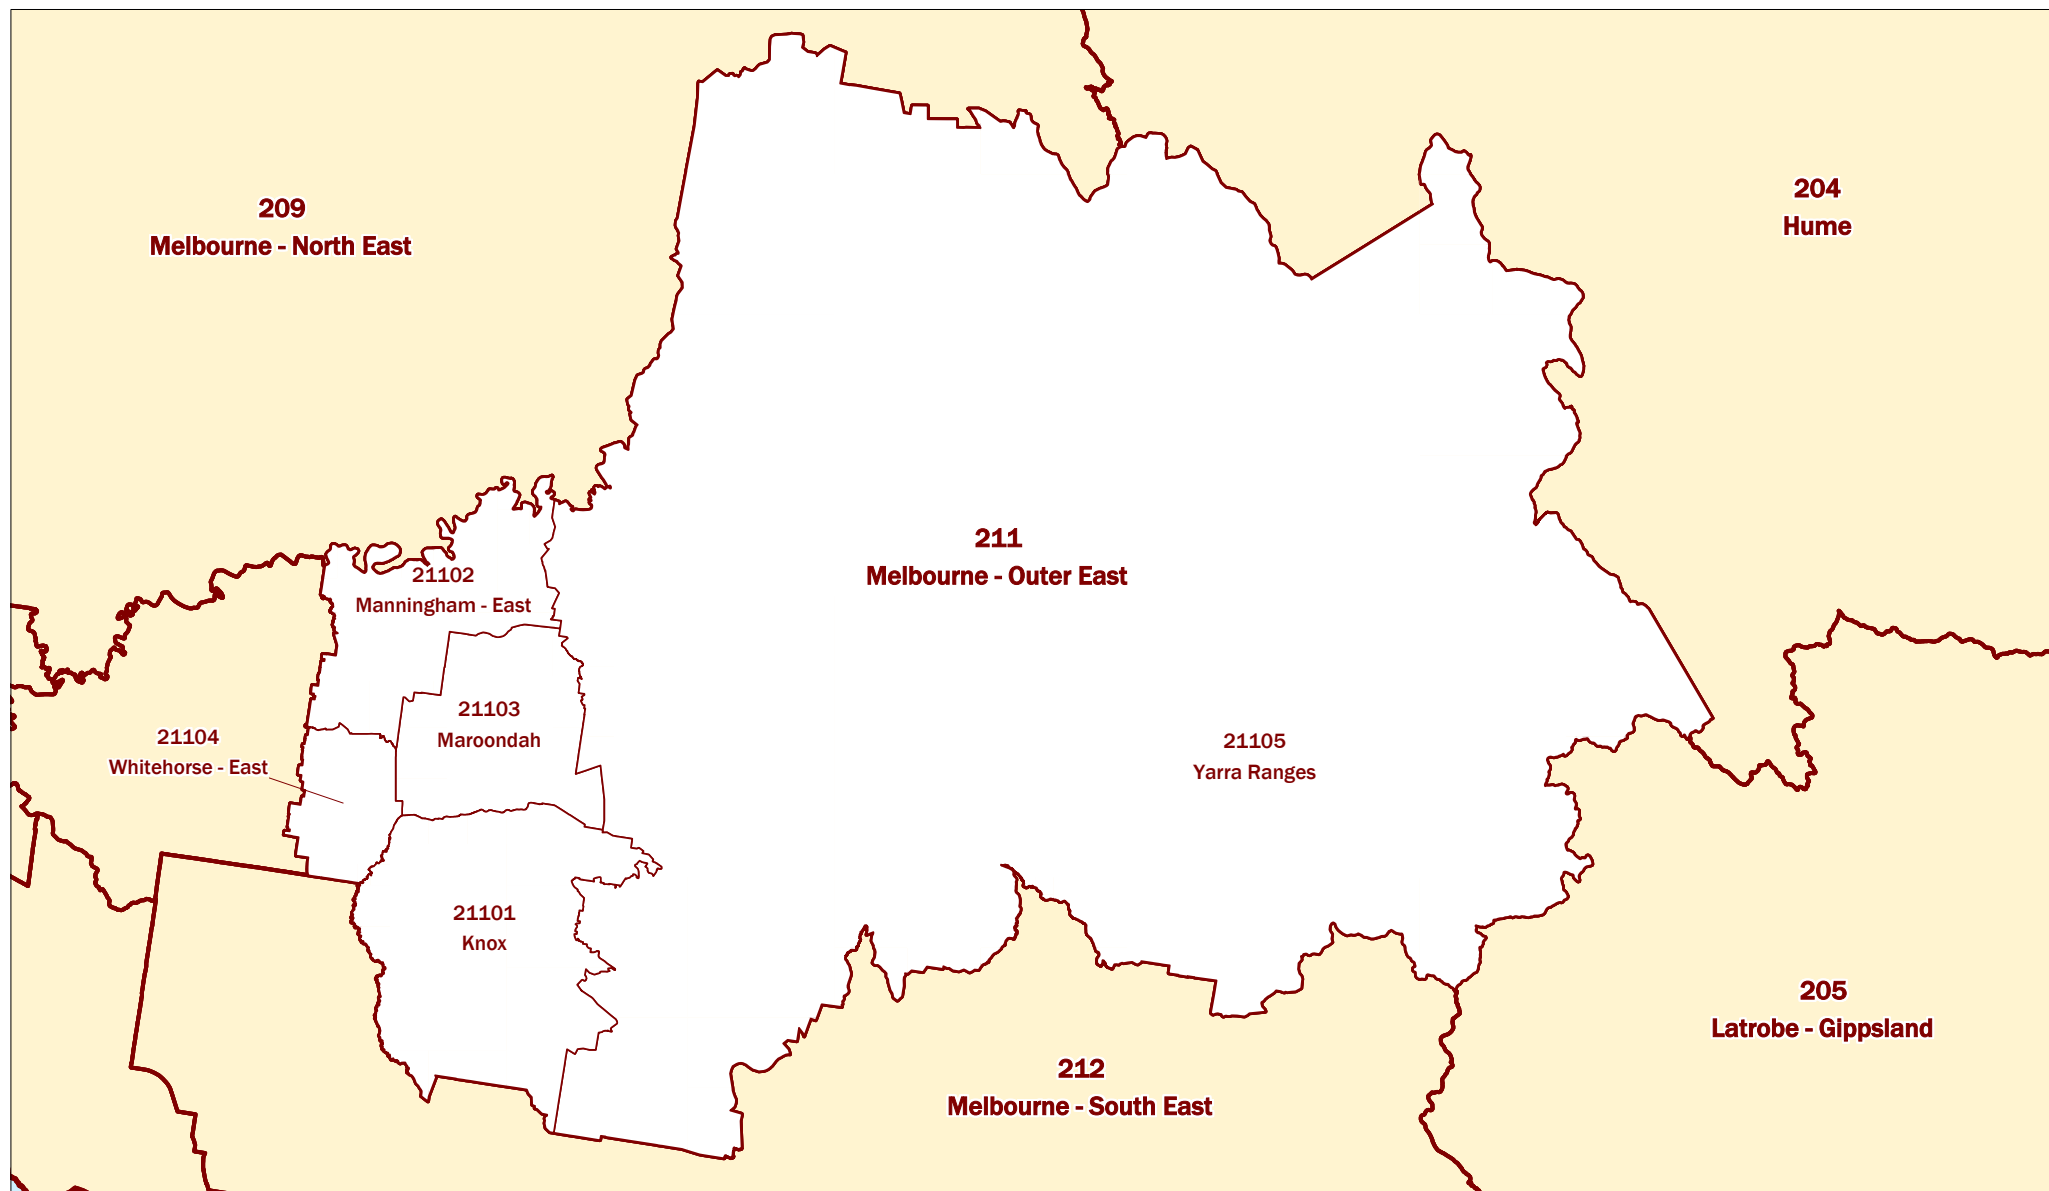 204
Hume
209
Melbourne - North East
211
Melbourne - Outer East
21102
Manningham - East
21103
Maroondah
21104
Whitehorse - East
21105
Yarra Ranges
21101
Knox
205
Latrobe - Gippsland
212
Melbourne - South East